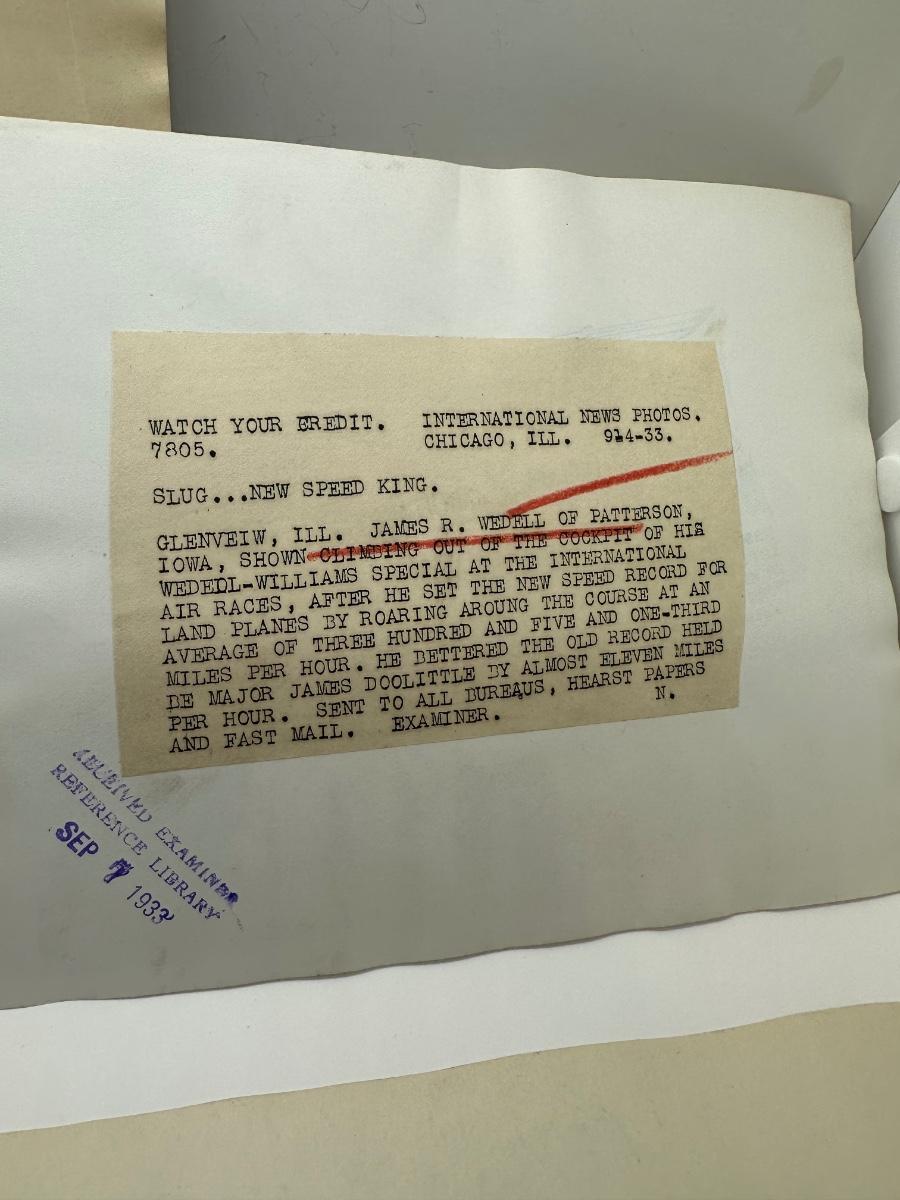 WATCH YOUR EREDIT. INTERNATIONAL NEWS PHOTOS.
7805. CHICAGO, ILL. 914-33.
SLUG...NEW SPEED KING.
GLENVEIW, ILL. JAMES R. WEDELL OF PATTERSON,
IOWA, SHOWN CLIMBING OUT OF THE COCKPIT OF HIS
WEDEDL-WILLIAMS SPECIAL AT THE INTERNATIONAL
AIR RACES, AFTER HE SET THE NEW SPEED RECORD FOR
LAND PLANES BY ROARING AROUNG THE COURSE AT AN
AVERAGE OF THREE HUNDRED AND FIVE AND ONE-THIRD
MILES PER HOUR. HE BETTERED THE OLD RECORD HELD
BE MAJOR JAMES DOOLITTLE BY ALMOST ELEVEN MILES
PER HOUR. SENT TO ALL BUREAUS, HEARST PAPERS
AND FAST MAIL. EXAMINER. N.
RECEIVED EXAMINER
REFERENCE LIBRARY
SEP 7 1933